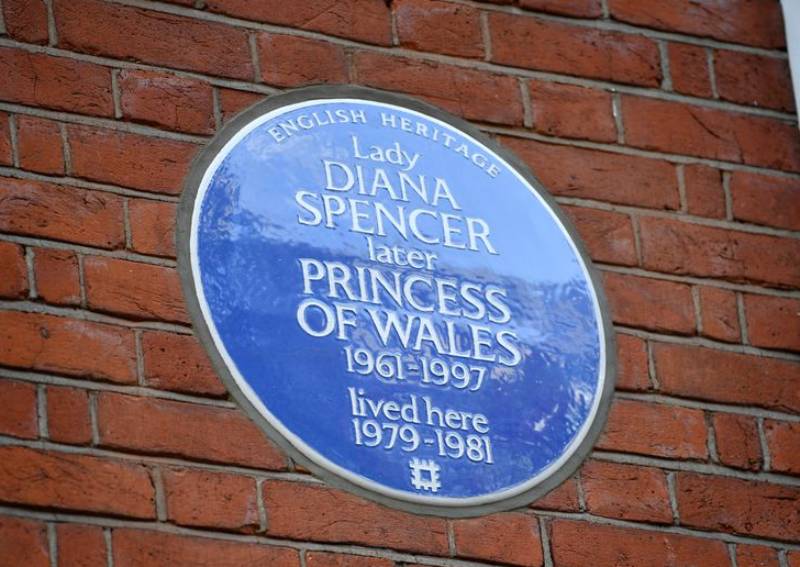 ENGLISH HERITAGE
Lady
DIANA
SPENCER
later
PRINCESS
OF WALES
1961-1997
lived here
1979-1981